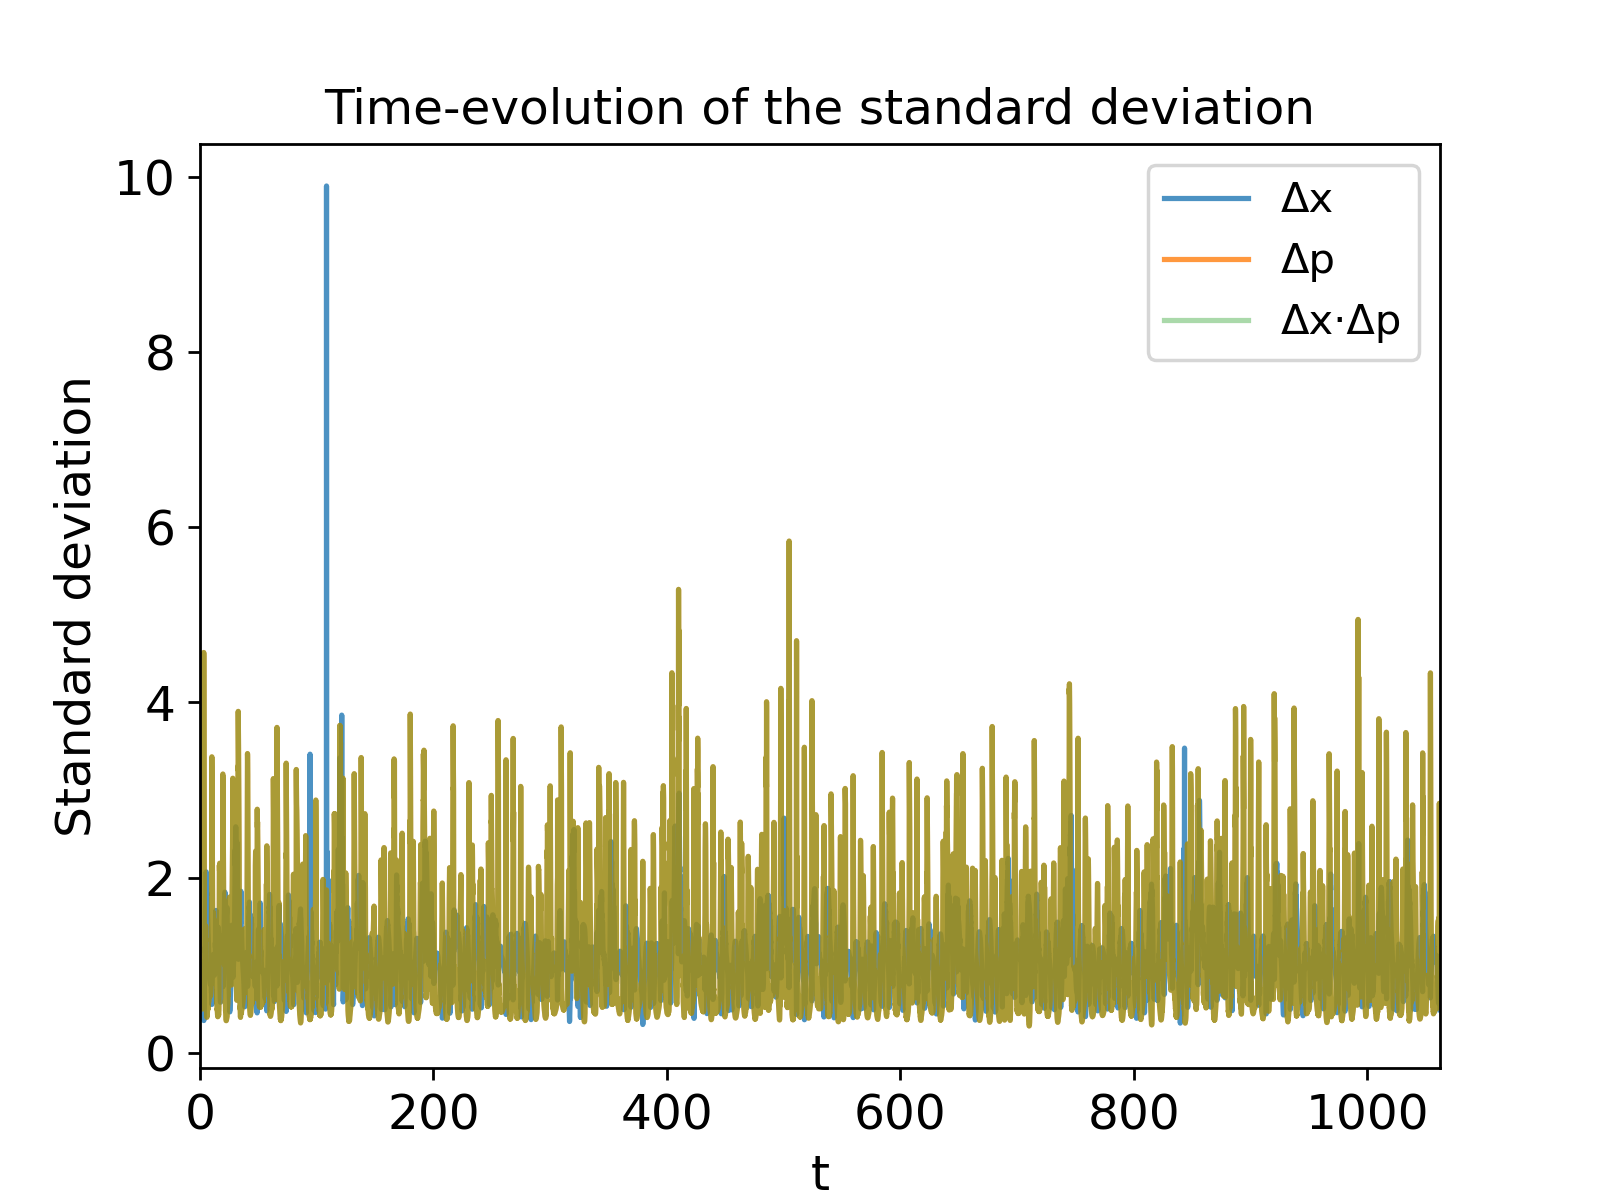 Time-evolution of the standard deviation
Standard deviation
10
8
6
4
2
0
Δx
Δp
Δx·Δp
0 200 400 600 800 1000
t